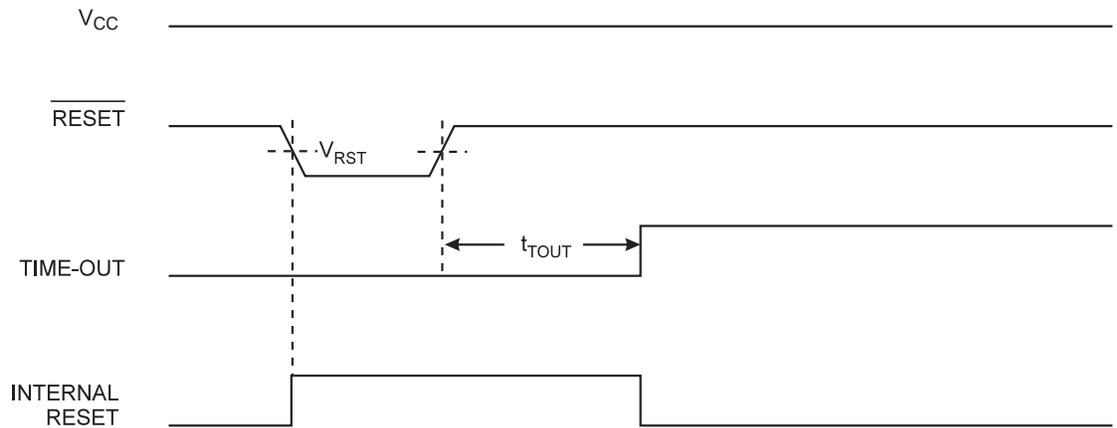 VCC
RESET
VRST
tTOUT
TIME-OUT
INTERNAL
RESET